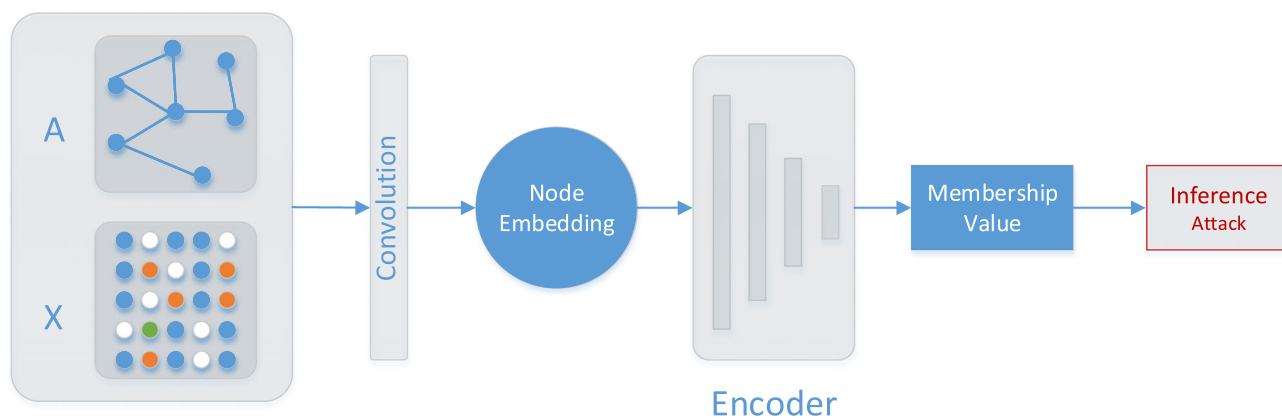 A
X
Convolution
Node
Embedding
Encoder
Membership
Value
Inference
Attack